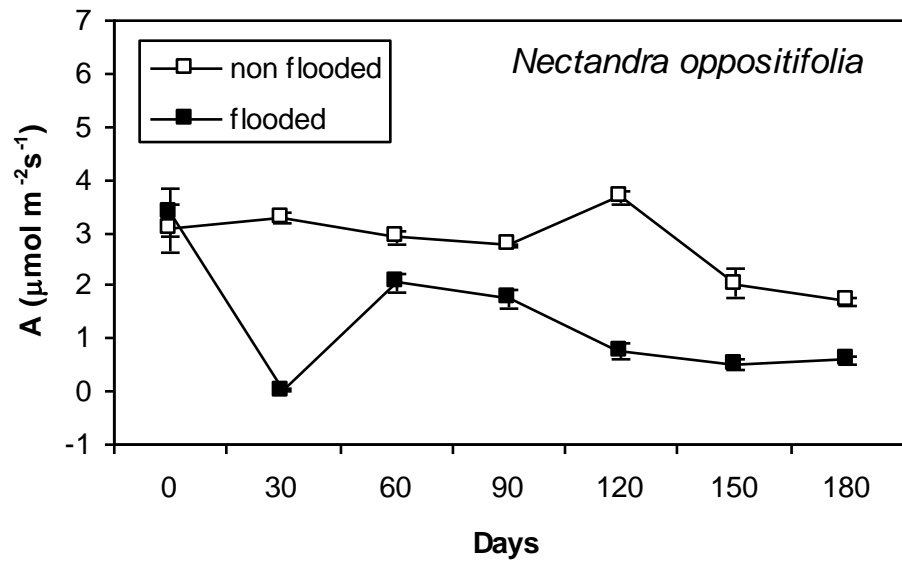 7
6
5
4
3
2
1
0
-1
A (μmol m⁻²s⁻¹)
non flooded
flooded
Nectandra oppositifolia
0 30 60 90 120 150 180
Days